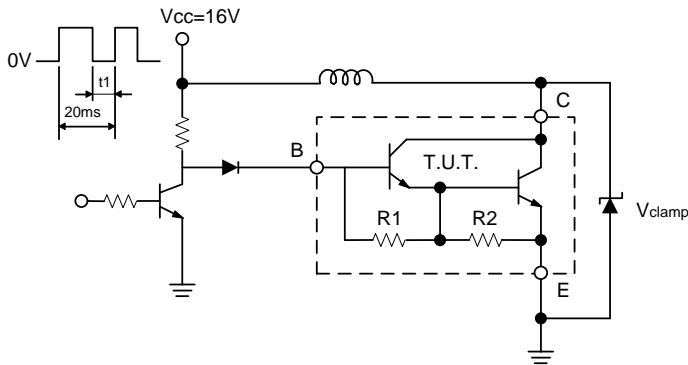 Vcc=16V
0V
t1
20ms
C
B
T.U.T.
R1
R2
Vclamp
E